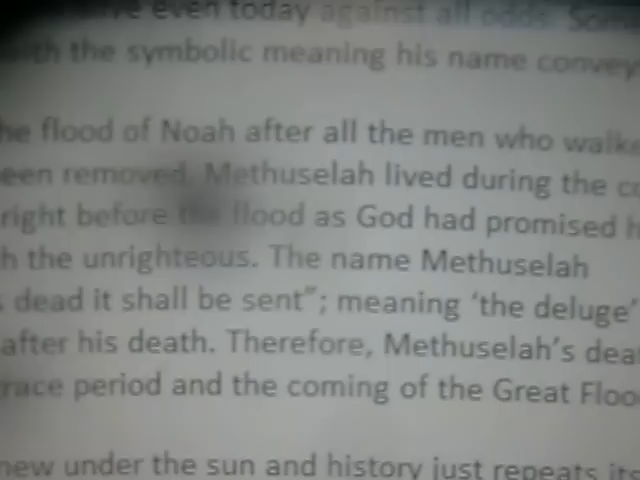 even today against all odds. Som
the symbolic meaning his name convey
he flood of Noah after all the men who walke
een removed. Methuselah lived during the c
right before the flood as God had promised h
h the unrighteous. The name Methuselah
s dead it shall be sent”; meaning ‘the deluge’
after his death. Therefore, Methuselah’s dea
race period and the coming of the Great Floo
new under the sun and history just repeats its